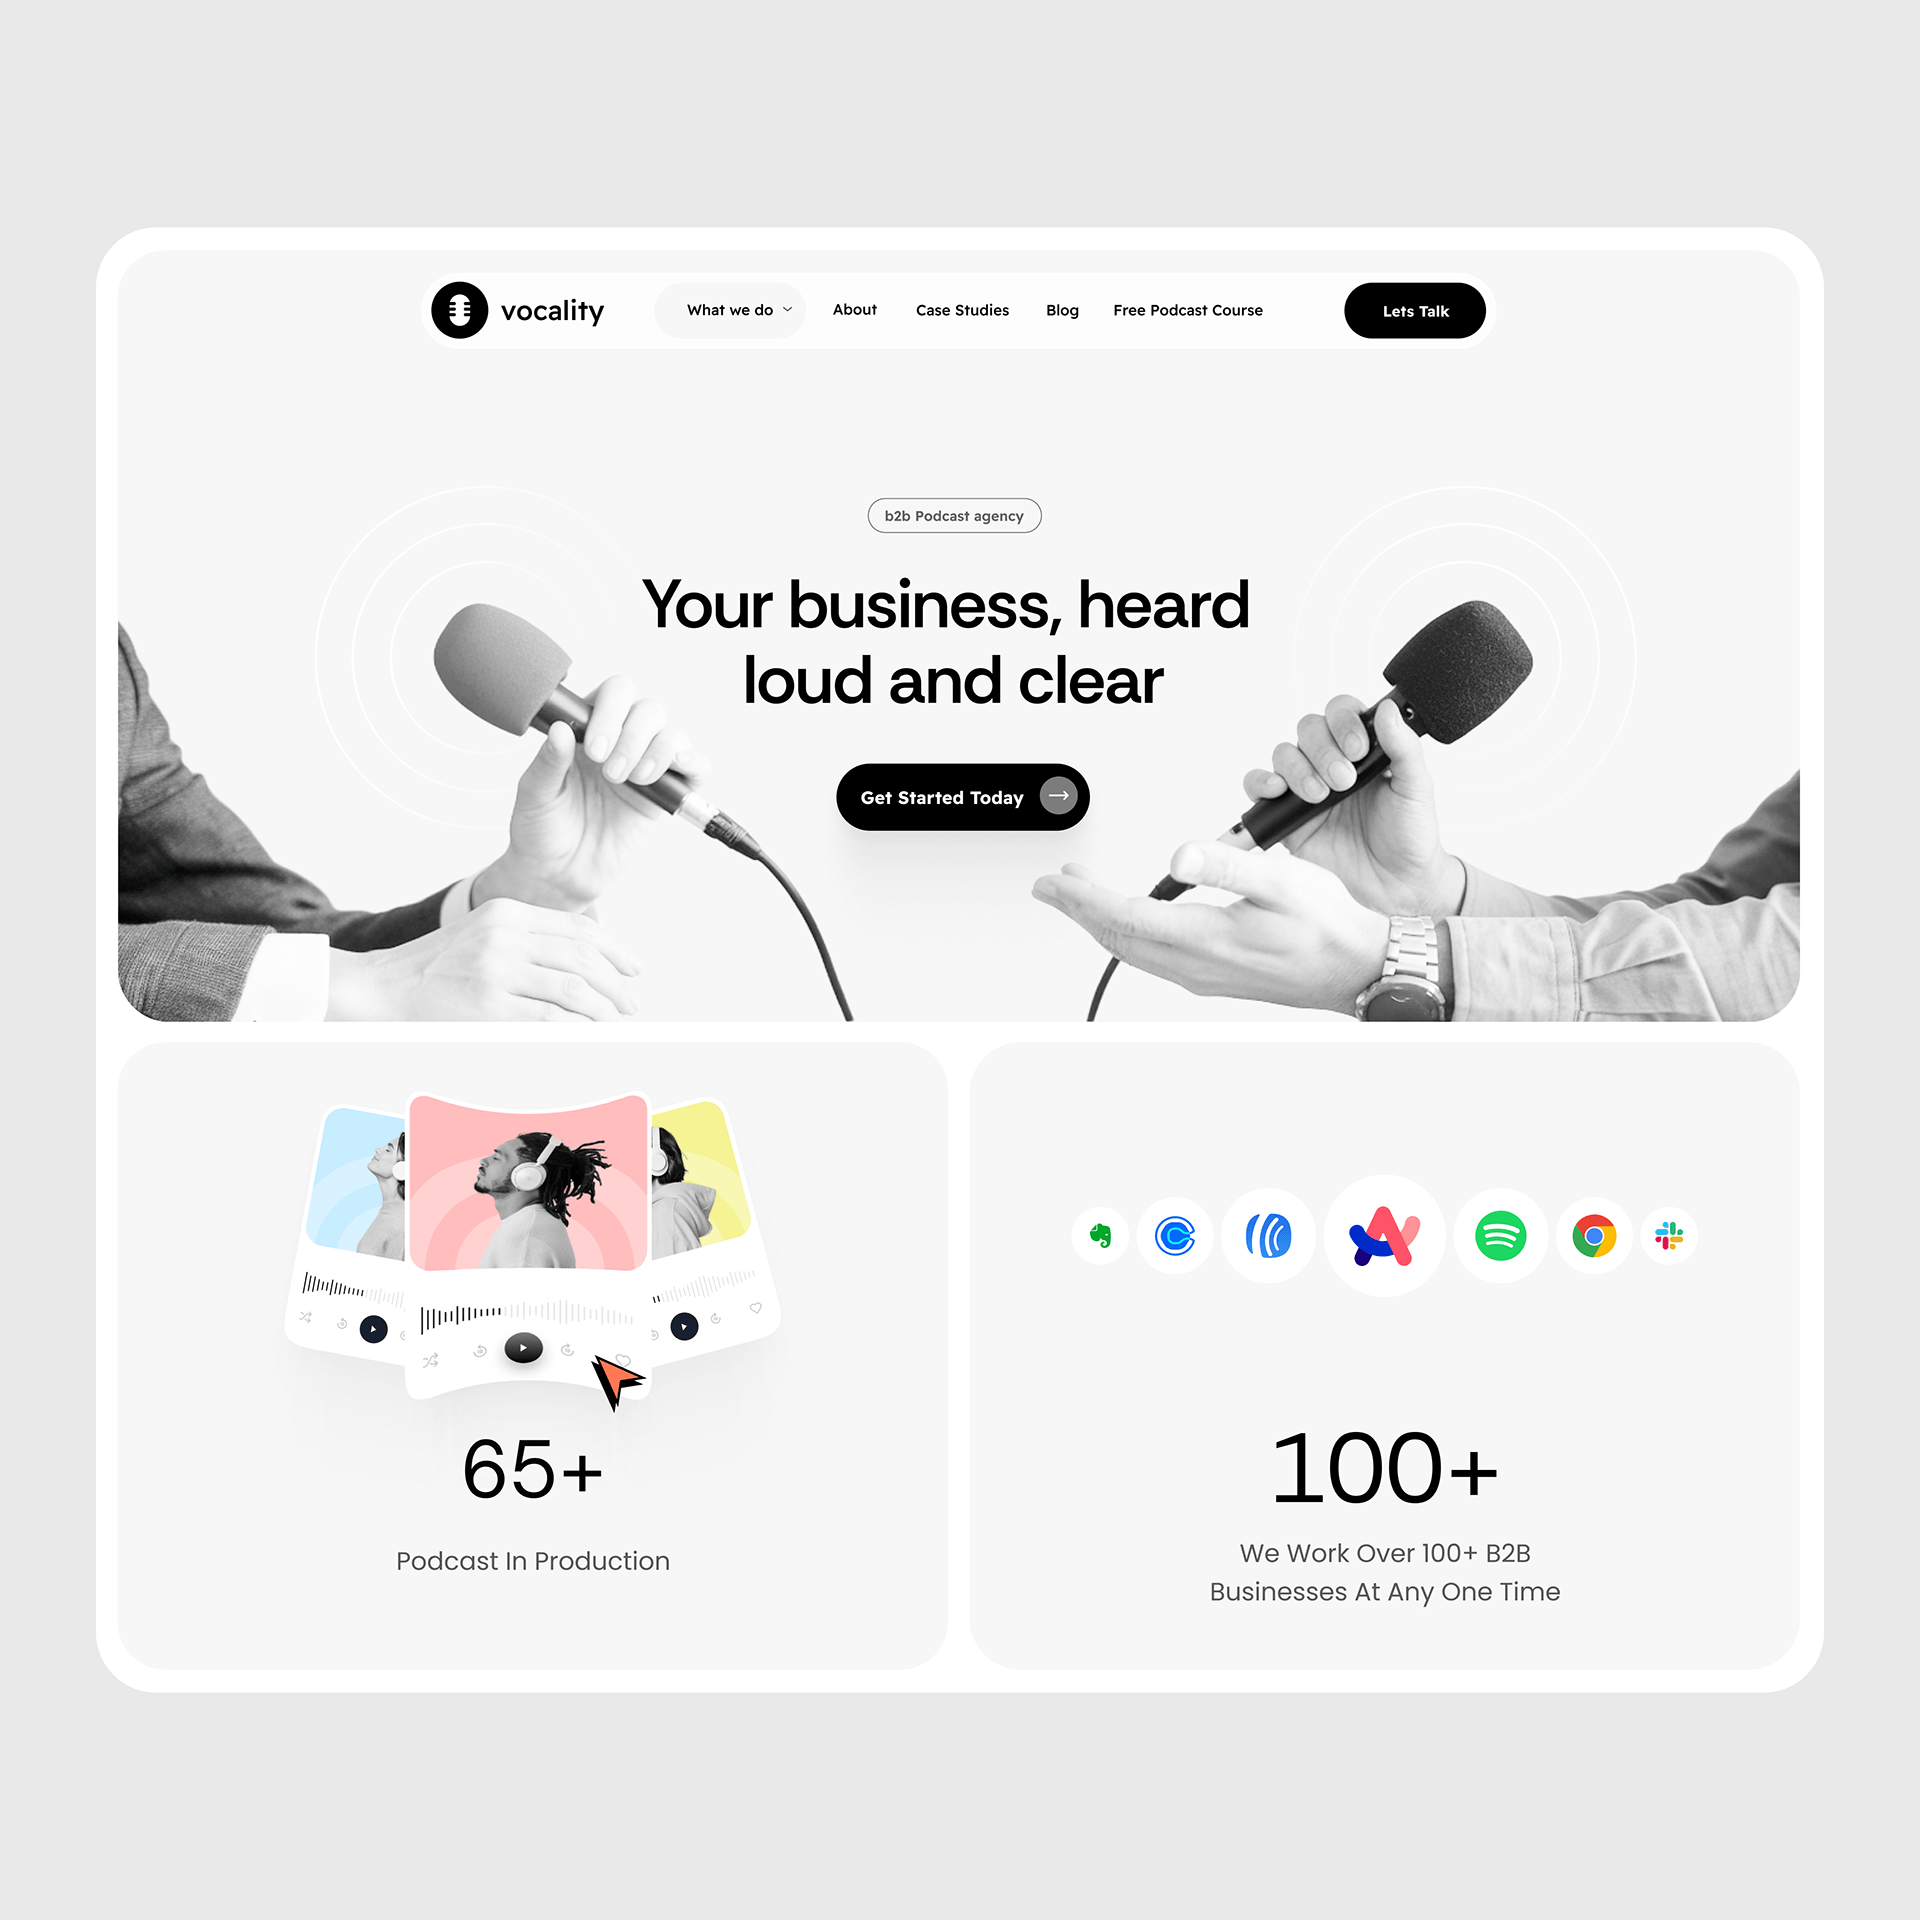 vocality
What we do
About
Case Studies
Blog
Free Podcast Course
Lets Talk
b2b Podcast agency
Your business, heard
loud and clear
Get Started Today
65+
Podcast In Production
100+
We Work Over 100+ B2B
Businesses At Any One Time